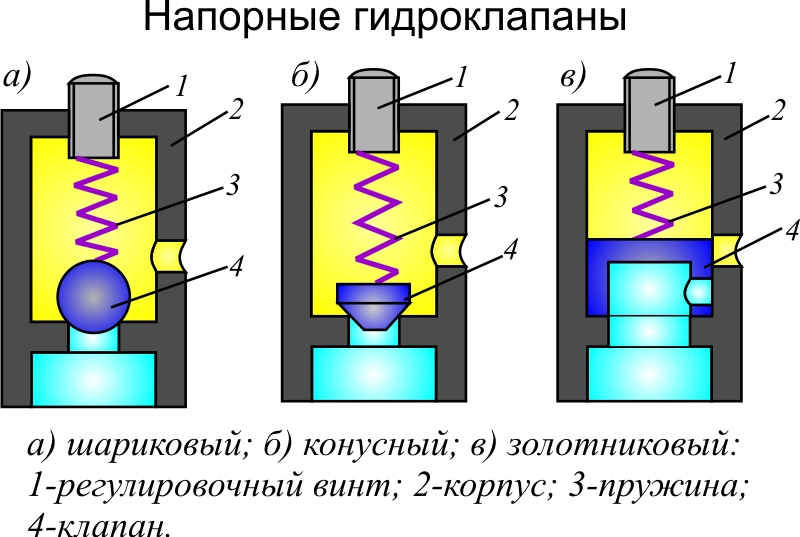 Напорные гидроклапаны
а) 1 2 3 4
б) 1 2 3 4
в) 1 2 3 4
а) шариковый; б) конусный; в) золотниковый:
1-регулировочный винт; 2-корпус; 3-пружина;
4-клапан.